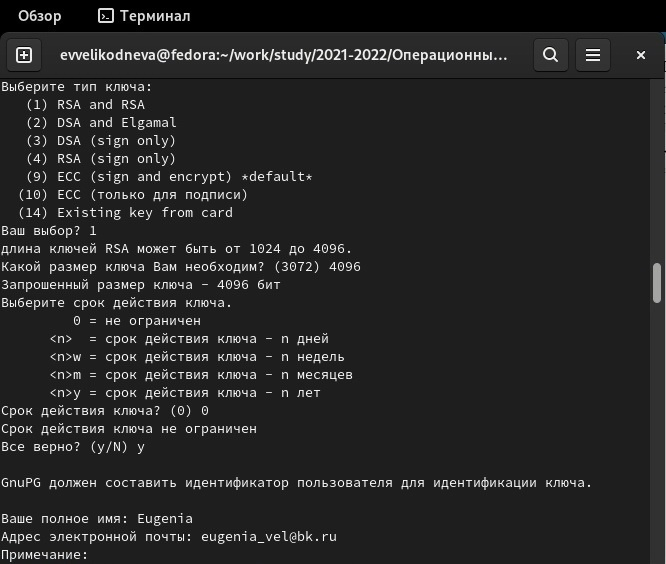 Обзор
Терминал
evvelikodneva@fedora:~/work/study/2021-2022/Операционны...
Выберите тип ключа:
(1) RSA and RSA
(2) DSA and Elgamal
(3) DSA (sign only)
(4) RSA (sign only)
(9) ECC (sign and encrypt) *default*
(10) ECC (только для подписи)
(14) Existing key from card
Ваш выбор? 1
длина ключей RSA может быть от 1024 до 4096.
Какой размер ключа Вам необходим? (3072) 4096
Запрошенный размер ключа - 4096 бит
Выберите срок действия ключа.
0 = не ограничен
<n> = срок действия ключа - n дней
<n>w = срок действия ключа - n недель
<n>m = срок действия ключа - n месяцев
<n>y = срок действия ключа - n лет
Срок действия ключа? (0) 0
Срок действия ключа не ограничен
Все верно? (y/N) y
GnuPG должен составить идентификатор пользователя для идентификации ключа.
Ваше полное имя: Eugenia
Адрес электронной почты: eugenia_vel@bk.ru
Примечание: